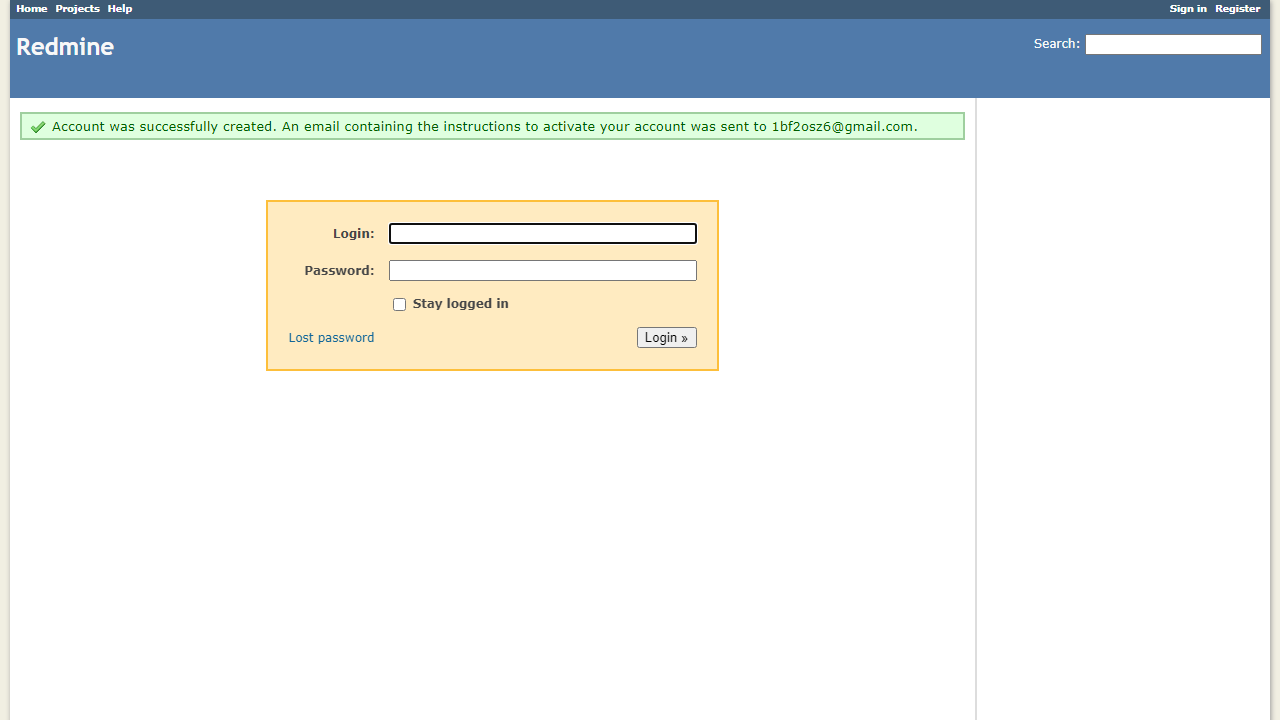 Home Projects Help Sign in Register
Redmine
Search:
Account was successfully created. An email containing the instructions to activate your account was sent to 1bf2osz6@gmail.com.
Login:
Password:
Stay logged in
Lost password
Login »